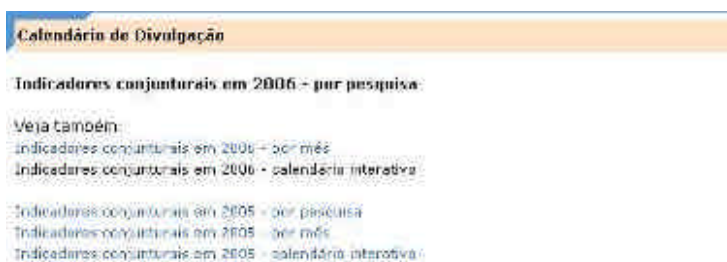 Calendário de Divulgação
Indicadores conjunturais em 2006 - por pesquisa
Veja também:
Indicadores conjunturais em 2006 - por mês
Indicadores conjunturais em 2006 - calendário interativo
Indicadores conjunturais em 2005 - por pesquisa
Indicadores conjunturais em 2005 - por mês
Indicadores conjunturais em 2005 - calendário interativo